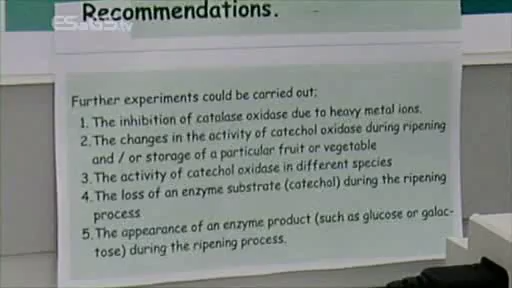 ESaGS.tv
Recommendations.
Further experiments could be carried out:
1. The inhibition of catalase oxidase due to heavy metal ions.
2. The changes in the activity of catechol oxidase during ripening
and / or storage of a particular fruit or vegetable
3. The activity of catechol oxidase in different species
4. The loss of an enzyme substrate (catechol) during the ripening
process
5. The appearance of an enzyme product (such as glucose or galac-
tose) during the ripening process.